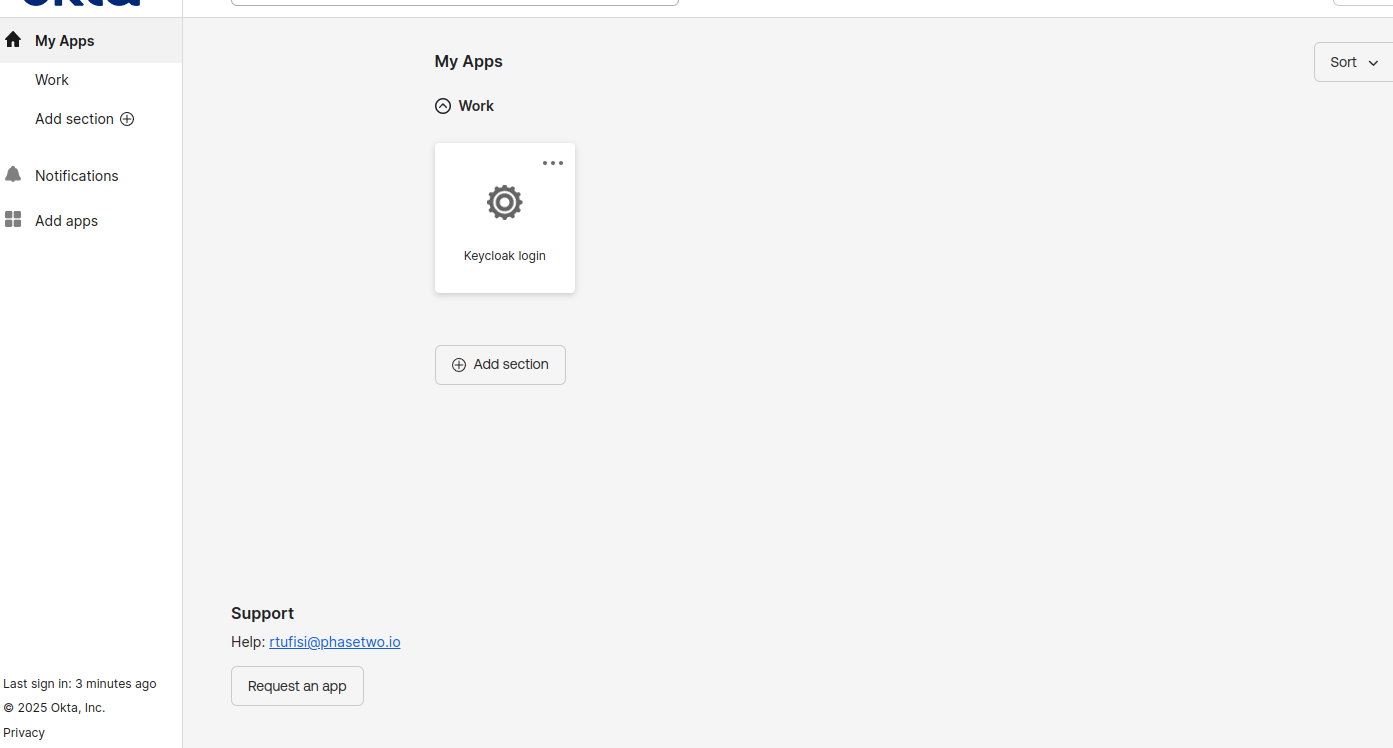 okta
My Apps
Work
Add section
Notifications
Add apps
My Apps
Sort
Work
Keycloak login
Add section
Support
Help: rtufisi@phasetwo.io
Request an app
Last sign in: 3 minutes ago
© 2025 Okta, Inc.
Privacy